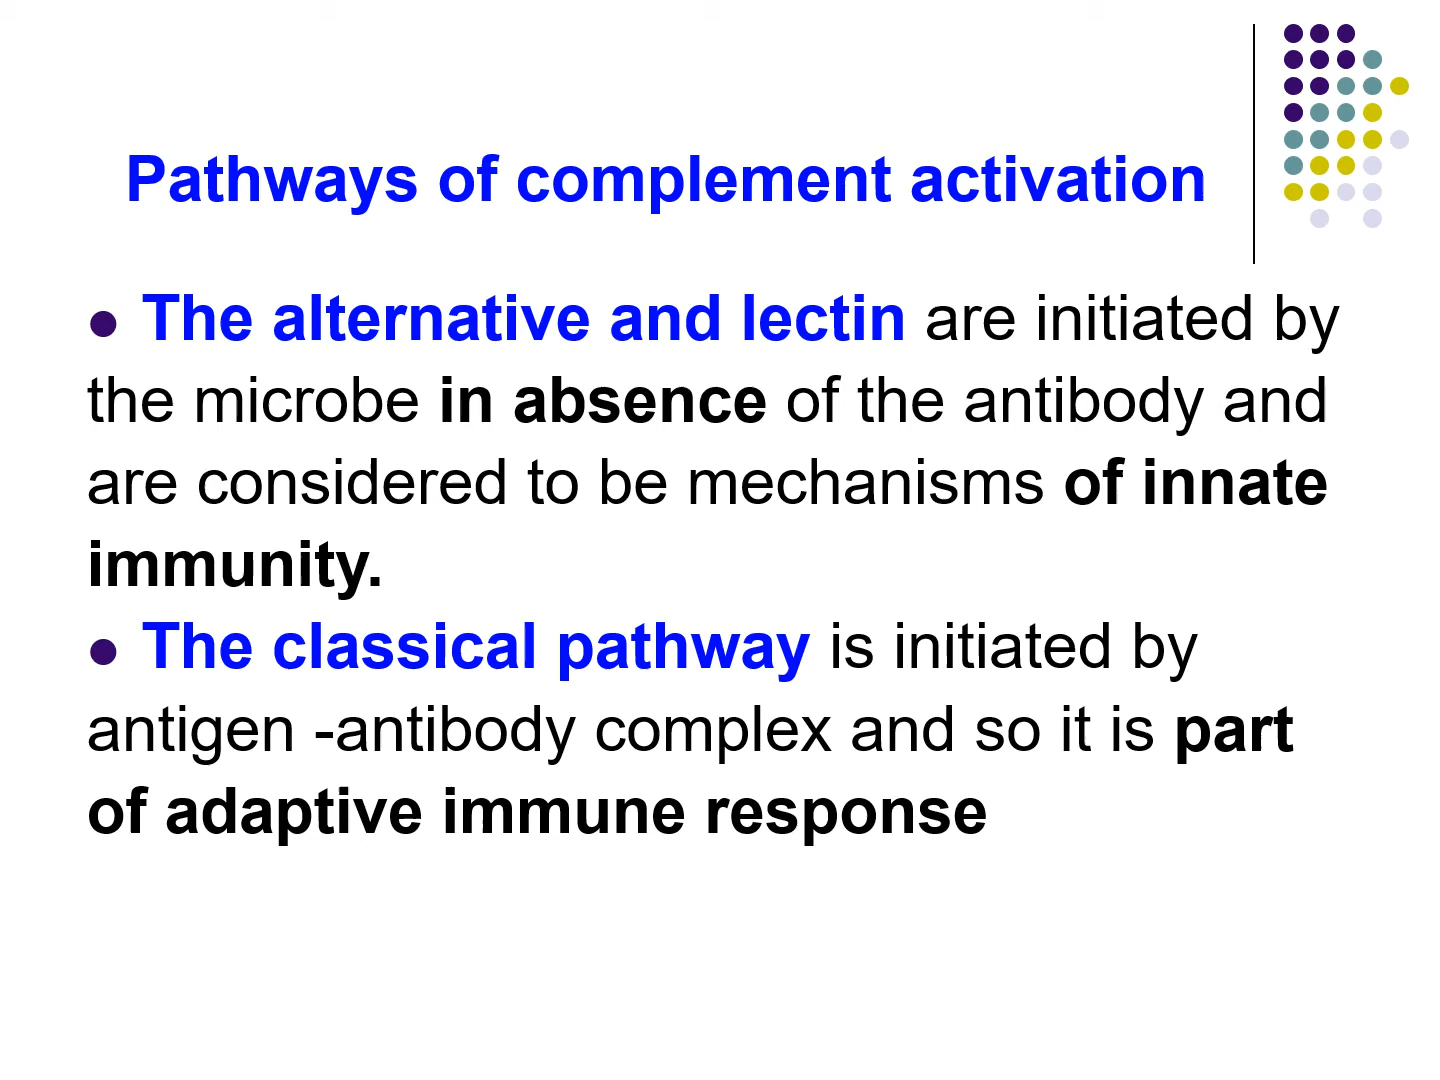 Pathways of complement activation
● The alternative and lectin are initiated by
the microbe in absence of the antibody and
are considered to be mechanisms of innate
immunity.
● The classical pathway is initiated by
antigen -antibody complex and so it is part
of adaptive immune response